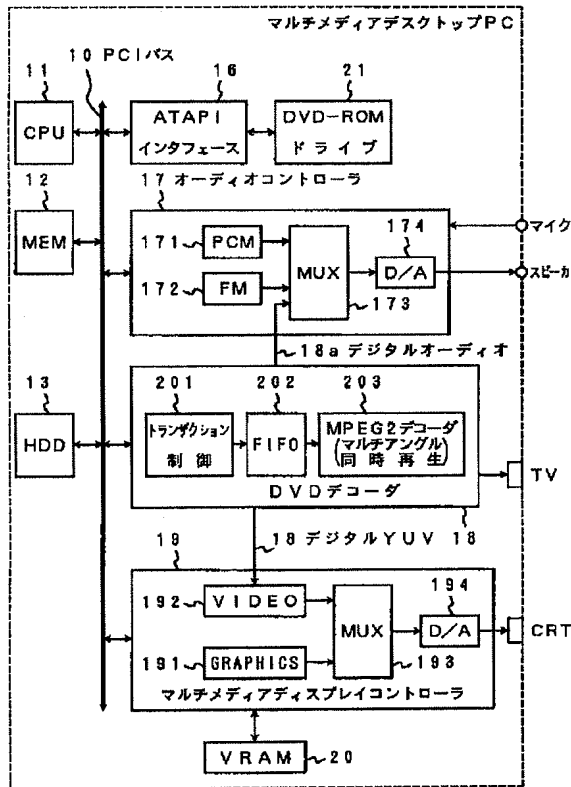 マルチメディアデスクトップPC
10 PCIバス
11
CPU
16
ATAPI
インタフェース
21
DVD-ROM
ドライブ
12
MEM
17 オーディオコントローラ
171
PCM
172
FM
MUX
173
174
D/A
マイク
スピーカ
18a デジタルオーディオ
13
HDD
201
トランザクション
制御
202
FIFO
203
MPEG2デコーダ
(マルチアングル)
同時再生
DVDデコーダ
TV
18 デジタルYUV
18
19
192
VIDEO
191
GRAPHICS
MUX
193
194
D/A
CRT
マルチメディアディスプレイコントローラ
VRAM
20